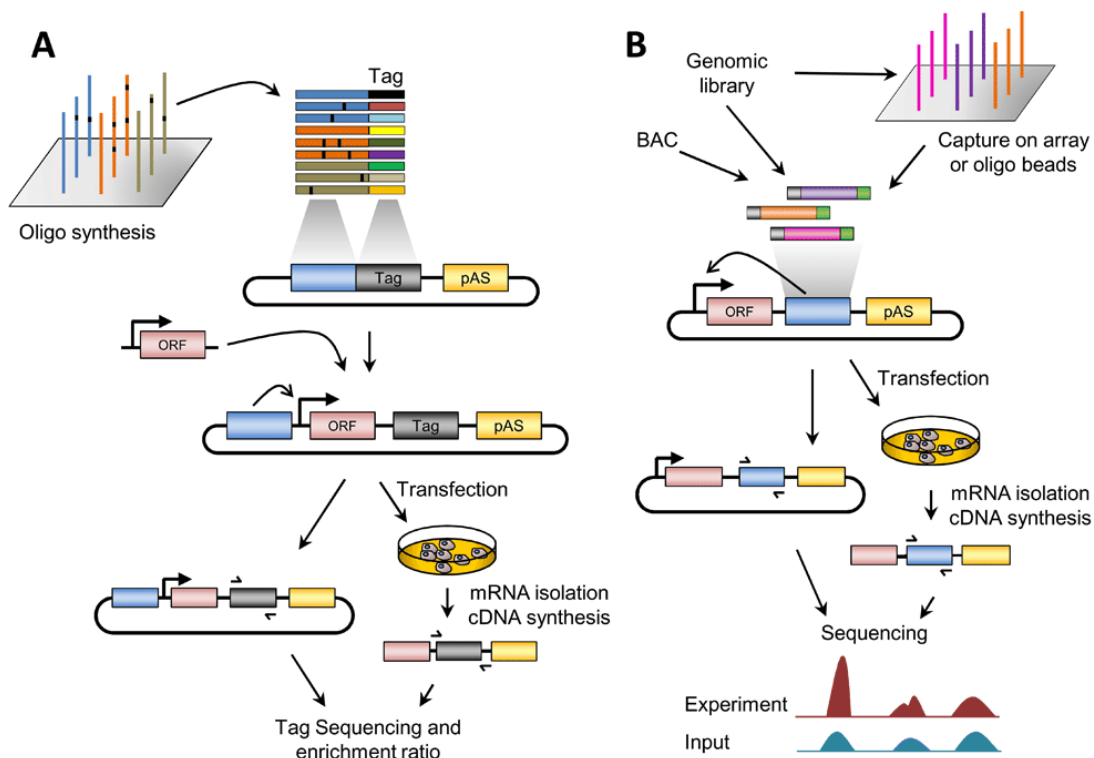 A
Tag
Oligo synthesis
Tag
pAS
ORF
ORF
Tag
pAS
Transfection
mRNA isolation
cDNA synthesis
Tag Sequencing and
enrichment ratio
B
Genomic
library
BAC
Capture on array
or oligo beads
ORF
pAS
Transfection
mRNA isolation
cDNA synthesis
Sequencing
Experiment
Input